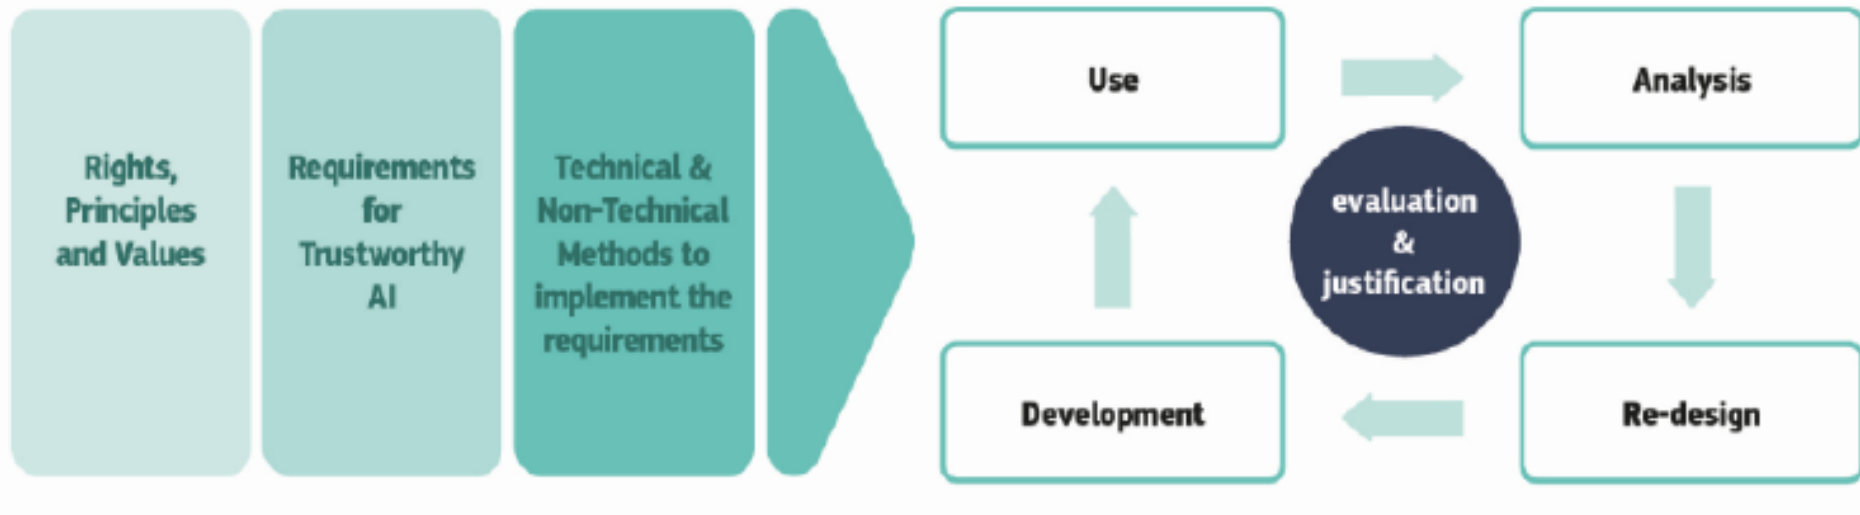 Rights,
Principles
and Values
Requirements
for
Trustworthy
AI
Technical &
Non-Technical
Methods to
implement the
requirements
Use
Analysis
evaluation
&
justification
Development
Re-design